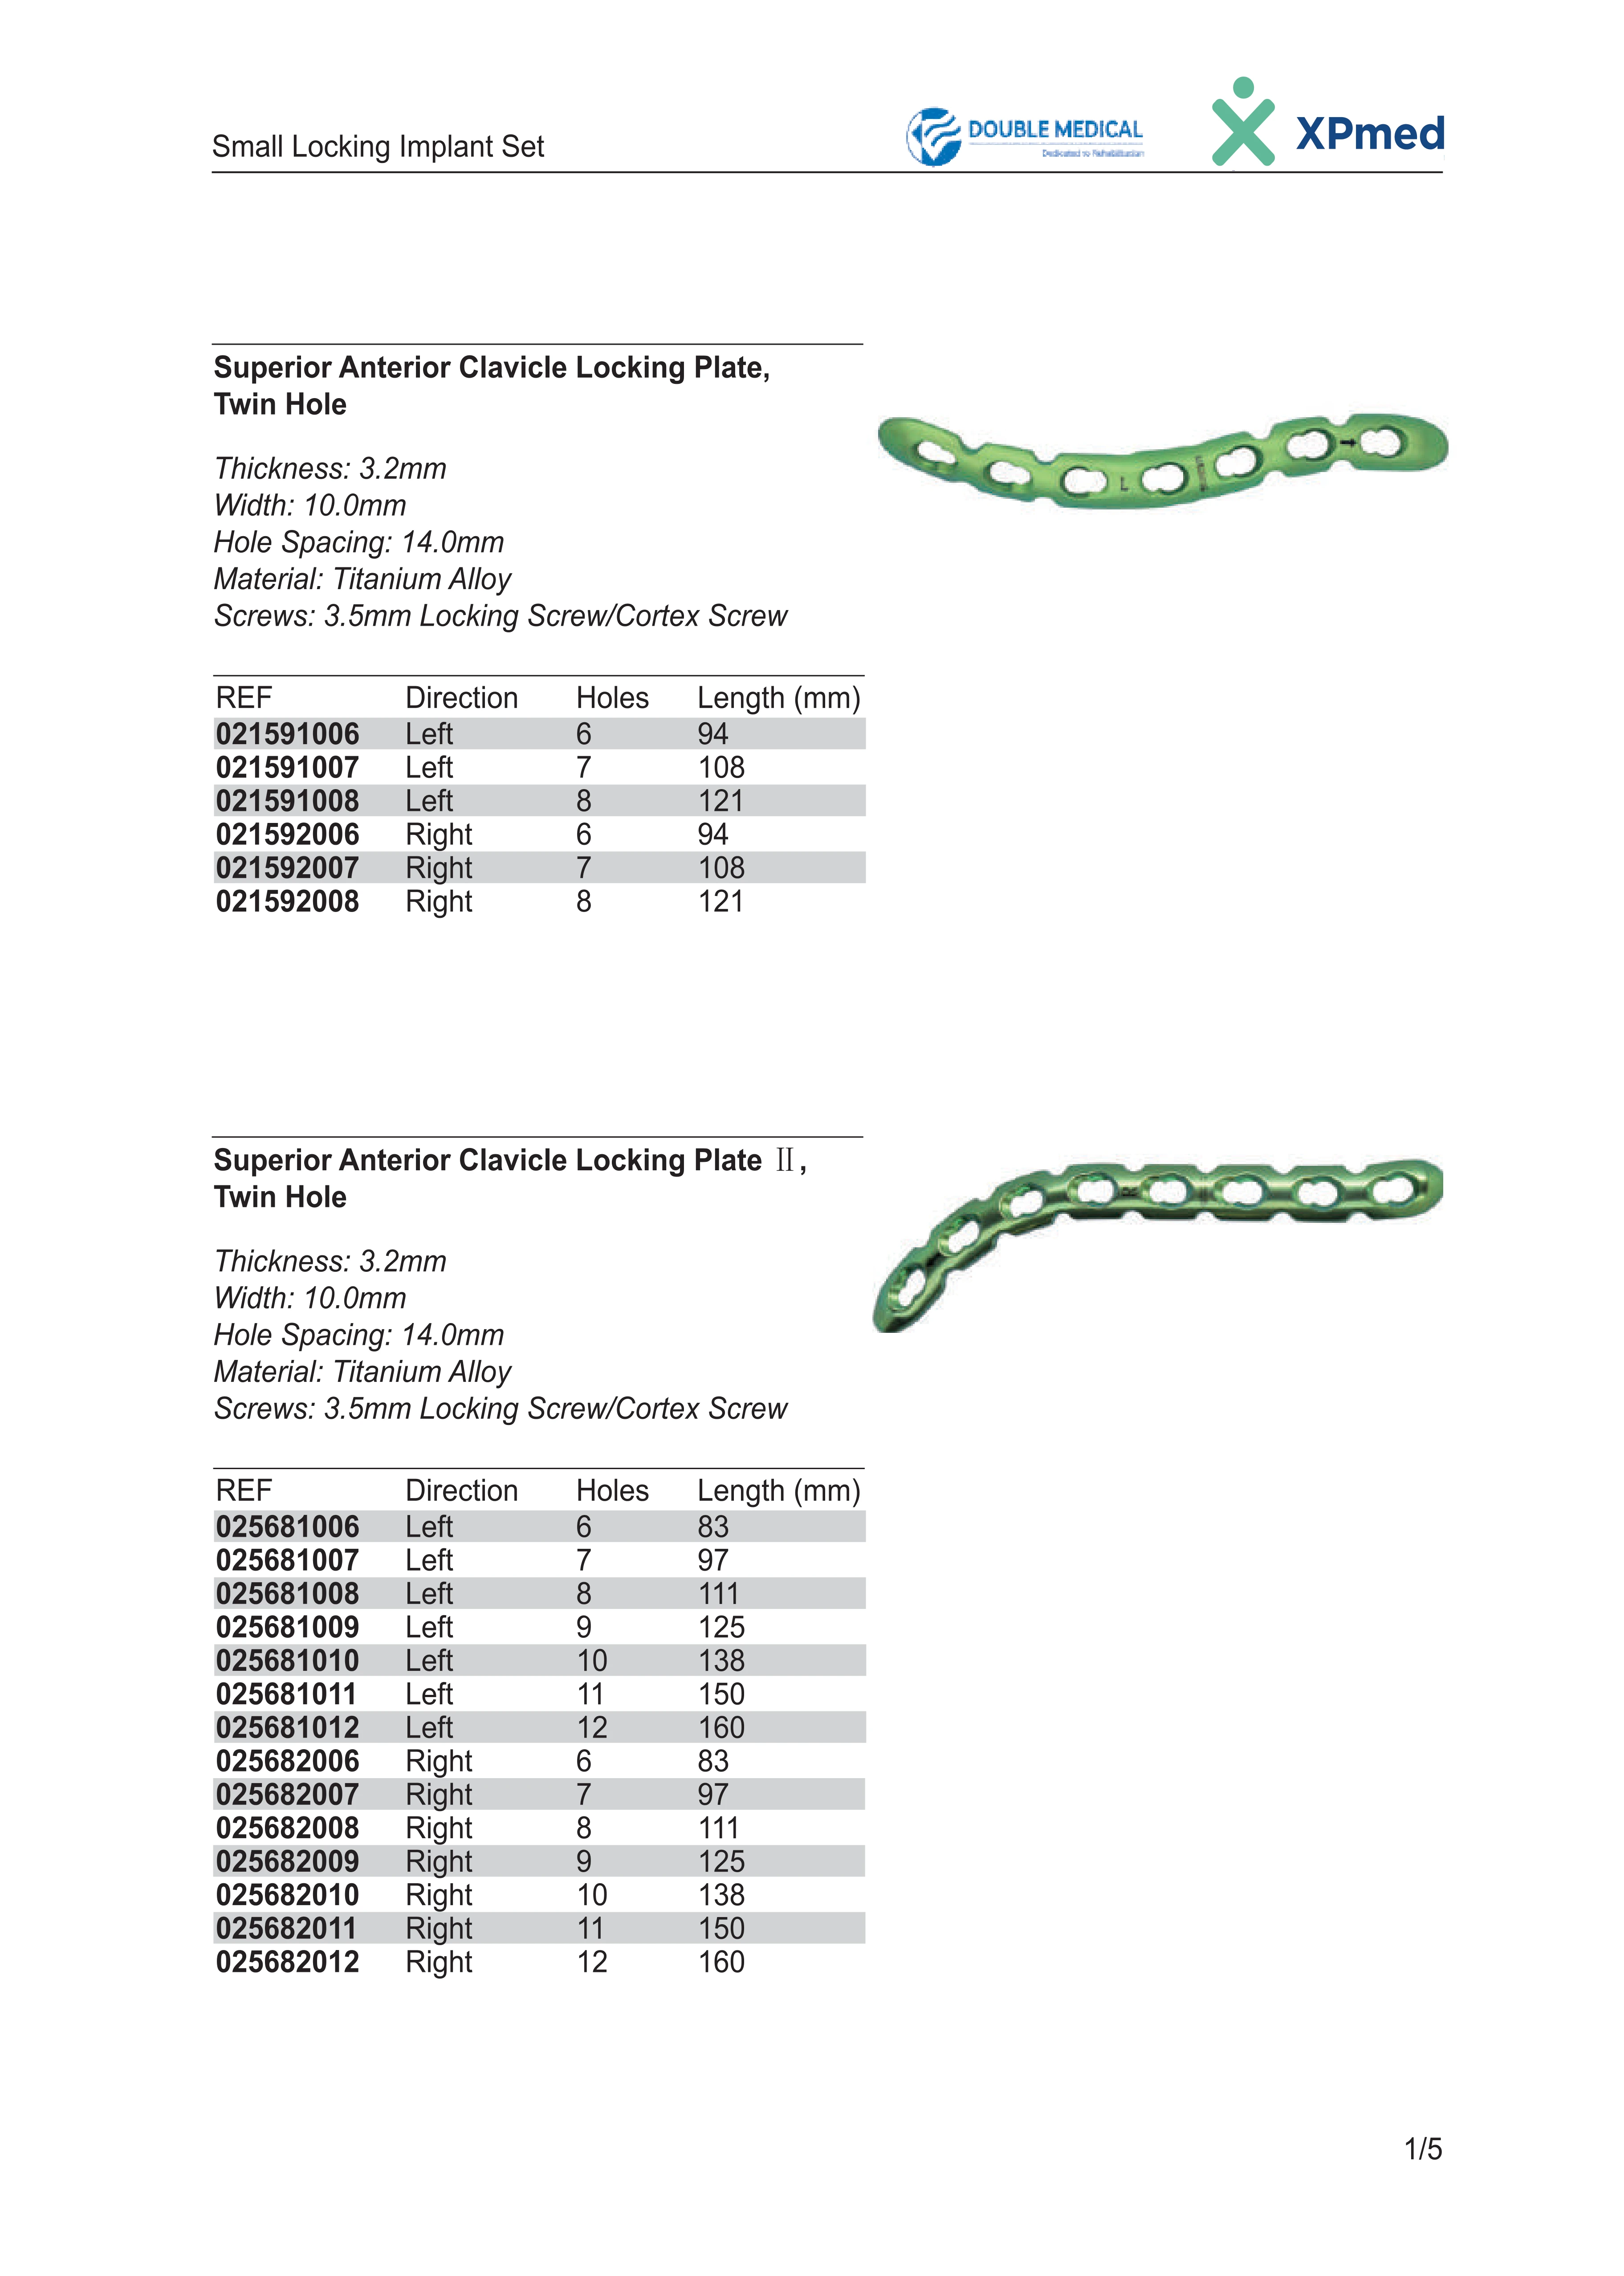 Small Locking Implant Set
DOUBLE MEDICAL
Dedicated to Rehabilitation
XPmed
Superior Anterior Clavicle Locking Plate,
Twin Hole
Thickness: 3.2mm
Width: 10.0mm
Hole Spacing: 14.0mm
Material: Titanium Alloy
Screws: 3.5mm Locking Screw/Cortex Screw
L
REF Direction Holes Length (mm)
021591006 Left 6 94
021591007 Left 7 108
021591008 Left 8 121
021592006 Right 6 94
021592007 Right 7 108
021592008 Right 8 121
Superior Anterior Clavicle Locking Plate Ⅱ,
Twin Hole
Thickness: 3.2mm
Width: 10.0mm
Hole Spacing: 14.0mm
Material: Titanium Alloy
Screws: 3.5mm Locking Screw/Cortex Screw
R
REF Direction Holes Length (mm)
025681006 Left 6 83
025681007 Left 7 97
025681008 Left 8 111
025681009 Left 9 125
025681010 Left 10 138
025681011 Left 11 150
025681012 Left 12 160
025682006 Right 6 83
025682007 Right 7 97
025682008 Right 8 111
025682009 Right 9 125
025682010 Right 10 138
025682011 Right 11 150
025682012 Right 12 160
1/5